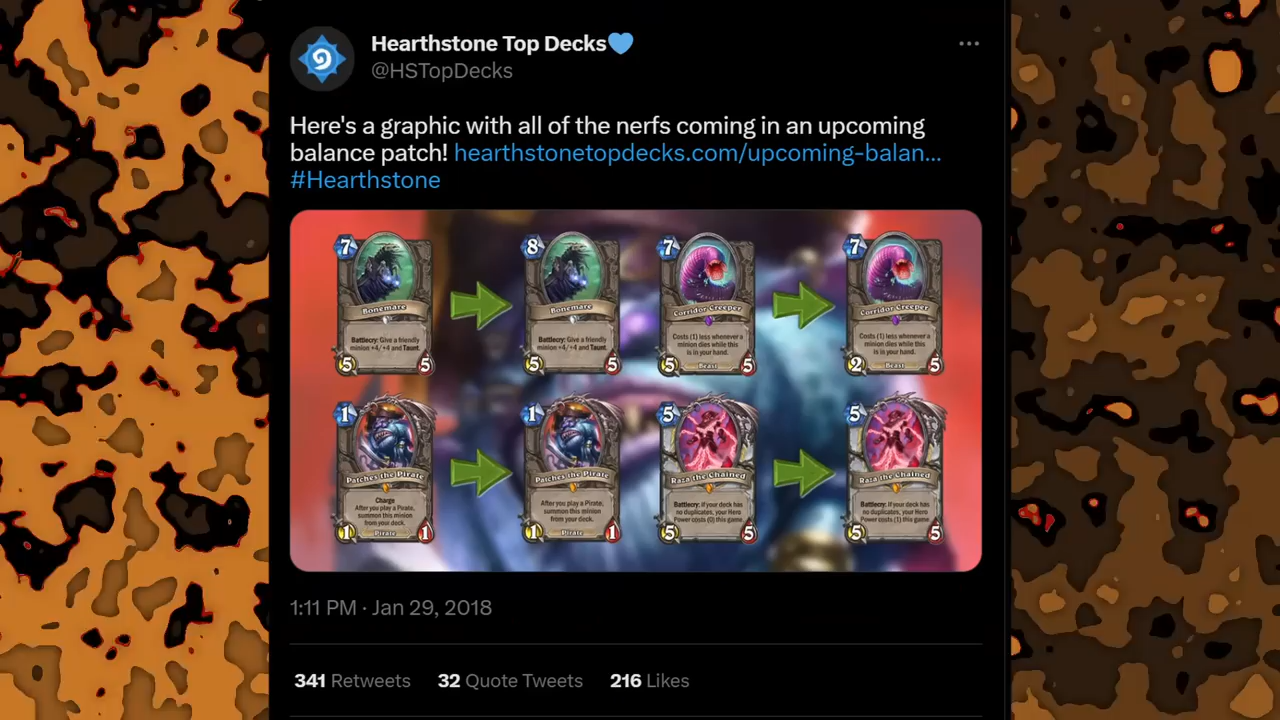 Hearthstone Top Decks
@HSTopDecks
Here's a graphic with all of the nerfs coming in an upcoming
balance patch! hearthstonetopdecks.com/upcoming-balan...
#Hearthstone
7
Bonemare
Battlecry: Give a friendly
minion +4/+4 and Taunt.
5 5
8
Bonemare
Battlecry: Give a friendly
minion +4/+4 and Taunt.
5 5
7
Corridor Creeper
Costs (1) less whenever a
minion dies while this
is in your hand.
5 Beast 5
7
Corridor Creeper
Costs (1) less whenever a
minion dies while this
is in your hand.
2 Beast 5
1
Patches the Pirate
Charge
After you play a Pirate,
summon this minion
from your deck.
1 Pirate 1
1
Patches the Pirate
After you play a Pirate,
summon this minion
from your deck.
1 Pirate 1
5
Raza the Chained
Battlecry: If your deck has
no duplicates, your Hero
Power costs (0) this game.
5 5
5
Raza the Chained
Battlecry: If your deck has
no duplicates, your Hero
Power costs (1) this game.
5 5
1:11 PM · Jan 29, 2018
341 Retweets 32 Quote Tweets 216 Likes